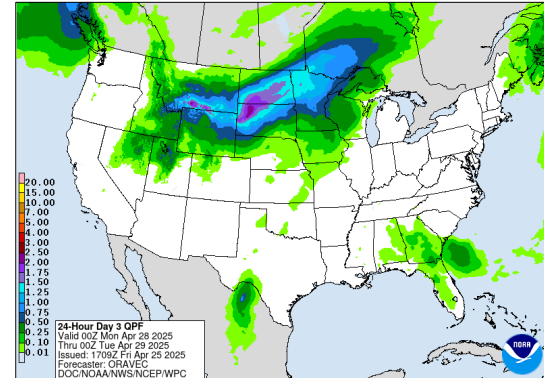 20.00
15.00
10.00
7.00
5.00
4.00
3.00
2.50
2.00
1.75
1.50
1.25
1.00
0.75
0.50
0.25
0.10
0.01
24-Hour Day 3 QPF
Valid 00Z Mon Apr 28 2025
Thru 00Z Tue Apr 29 2025
Issued: 1709Z Fri Apr 25 2025
Forecaster: ORAVEC
DOC/NOAA/NWS/NCEP/WPC
NOAA